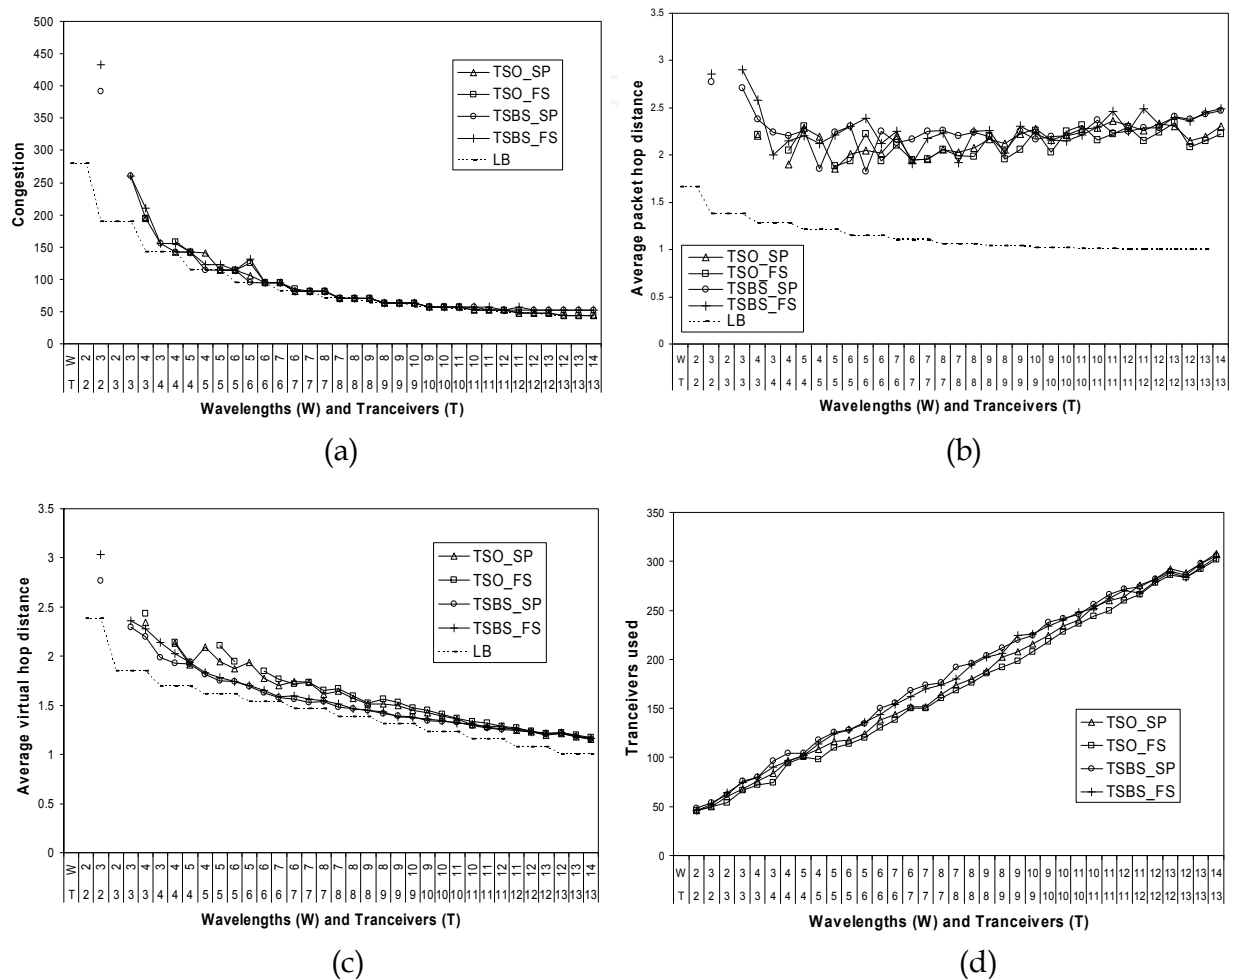 500
450
400
350
300
250
200
150
100
50
0
Congestion
TSO_SP
TSO_FS
TSBS_SP
TSBS_FS
LB
W 2 3 2 3 4 3 4 5 4 5 6 5 6 7 6 7 8 7 8 9 8 9 10 9 10 11 10 11 12 11 12 13 12 13 14
T 2 2 3 3 3 4 4 4 5 5 5 6 6 6 7 7 7 8 8 8 9 9 9 10 10 10 11 11 11 12 12 12 13 13 13
Wavelengths (W) and Tranceivers (T)
(a)
3.5
3
2.5
2
1.5
1
0.5
0
Average packet hop distance
TSO_SP
TSO_FS
TSBS_SP
TSBS_FS
LB
W 2 3 2 3 4 3 4 5 4 5 6 5 6 7 6 7 8 7 8 9 8 9 10 9 10 11 10 11 12 11 12 13 12 13 14
T 2 2 3 3 3 4 4 4 5 5 5 6 6 6 7 7 7 8 8 8 9 9 9 10 10 10 11 11 11 12 12 12 13 13 13
Wavelengths (W) and Tranceivers (T)
(b)
3.5
3
2.5
2
1.5
1
0.5
0
Average virtual hop distance
TSO_SP
TSO_FS
TSBS_SP
TSBS_FS
LB
W 2 3 2 3 4 3 4 5 4 5 6 5 6 7 6 7 8 7 8 9 8 9 10 9 10 11 10 11 12 11 12 13 12 13 14
T 2 2 3 3 3 4 4 4 5 5 5 6 6 6 7 7 7 8 8 8 9 9 9 10 10 10 11 11 11 12 12 12 13 13 13
Wavelengths (W) and Tranceivers (T)
(c)
350
300
250
200
150
100
50
0
Tranceivers used
TSO_SP
TSO_FS
TSBS_SP
TSBS_FS
W 2 3 2 3 4 3 4 5 4 5 6 5 6 7 6 7 8 7 8 9 8 9 10 9 10 11 10 11 12 11 12 13 12 13 14
T 2 2 3 3 3 4 4 4 5 5 5 6 6 6 7 7 7 8 8 8 9 9 9 10 10 10 11 11 11 12 12 12 13 13 13
Wavelengths (W) and Tranceivers (T)
(d)